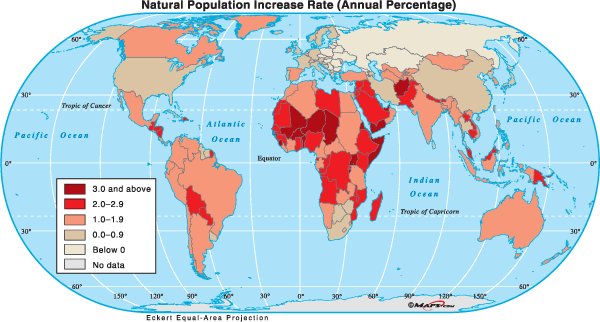 Natural Population Increase Rate (Annual Percentage)
60°
60°
Tropic of Cancer
30°
30°
Pacific Ocean
Atlantic
Ocean
Pacific
Ocean
0°
Equator
0°
Indian
Ocean
3.0 and above
2.0–2.9
1.0–1.9
0.0–0.9
Below 0
No data
Tropic of Capricorn
30°
30°
60°
150° 120° 90° 60° 30° 0° 30° 60° 90° 120° 150°
60°
©MAPS.com
Eckert Equal-Area Projection